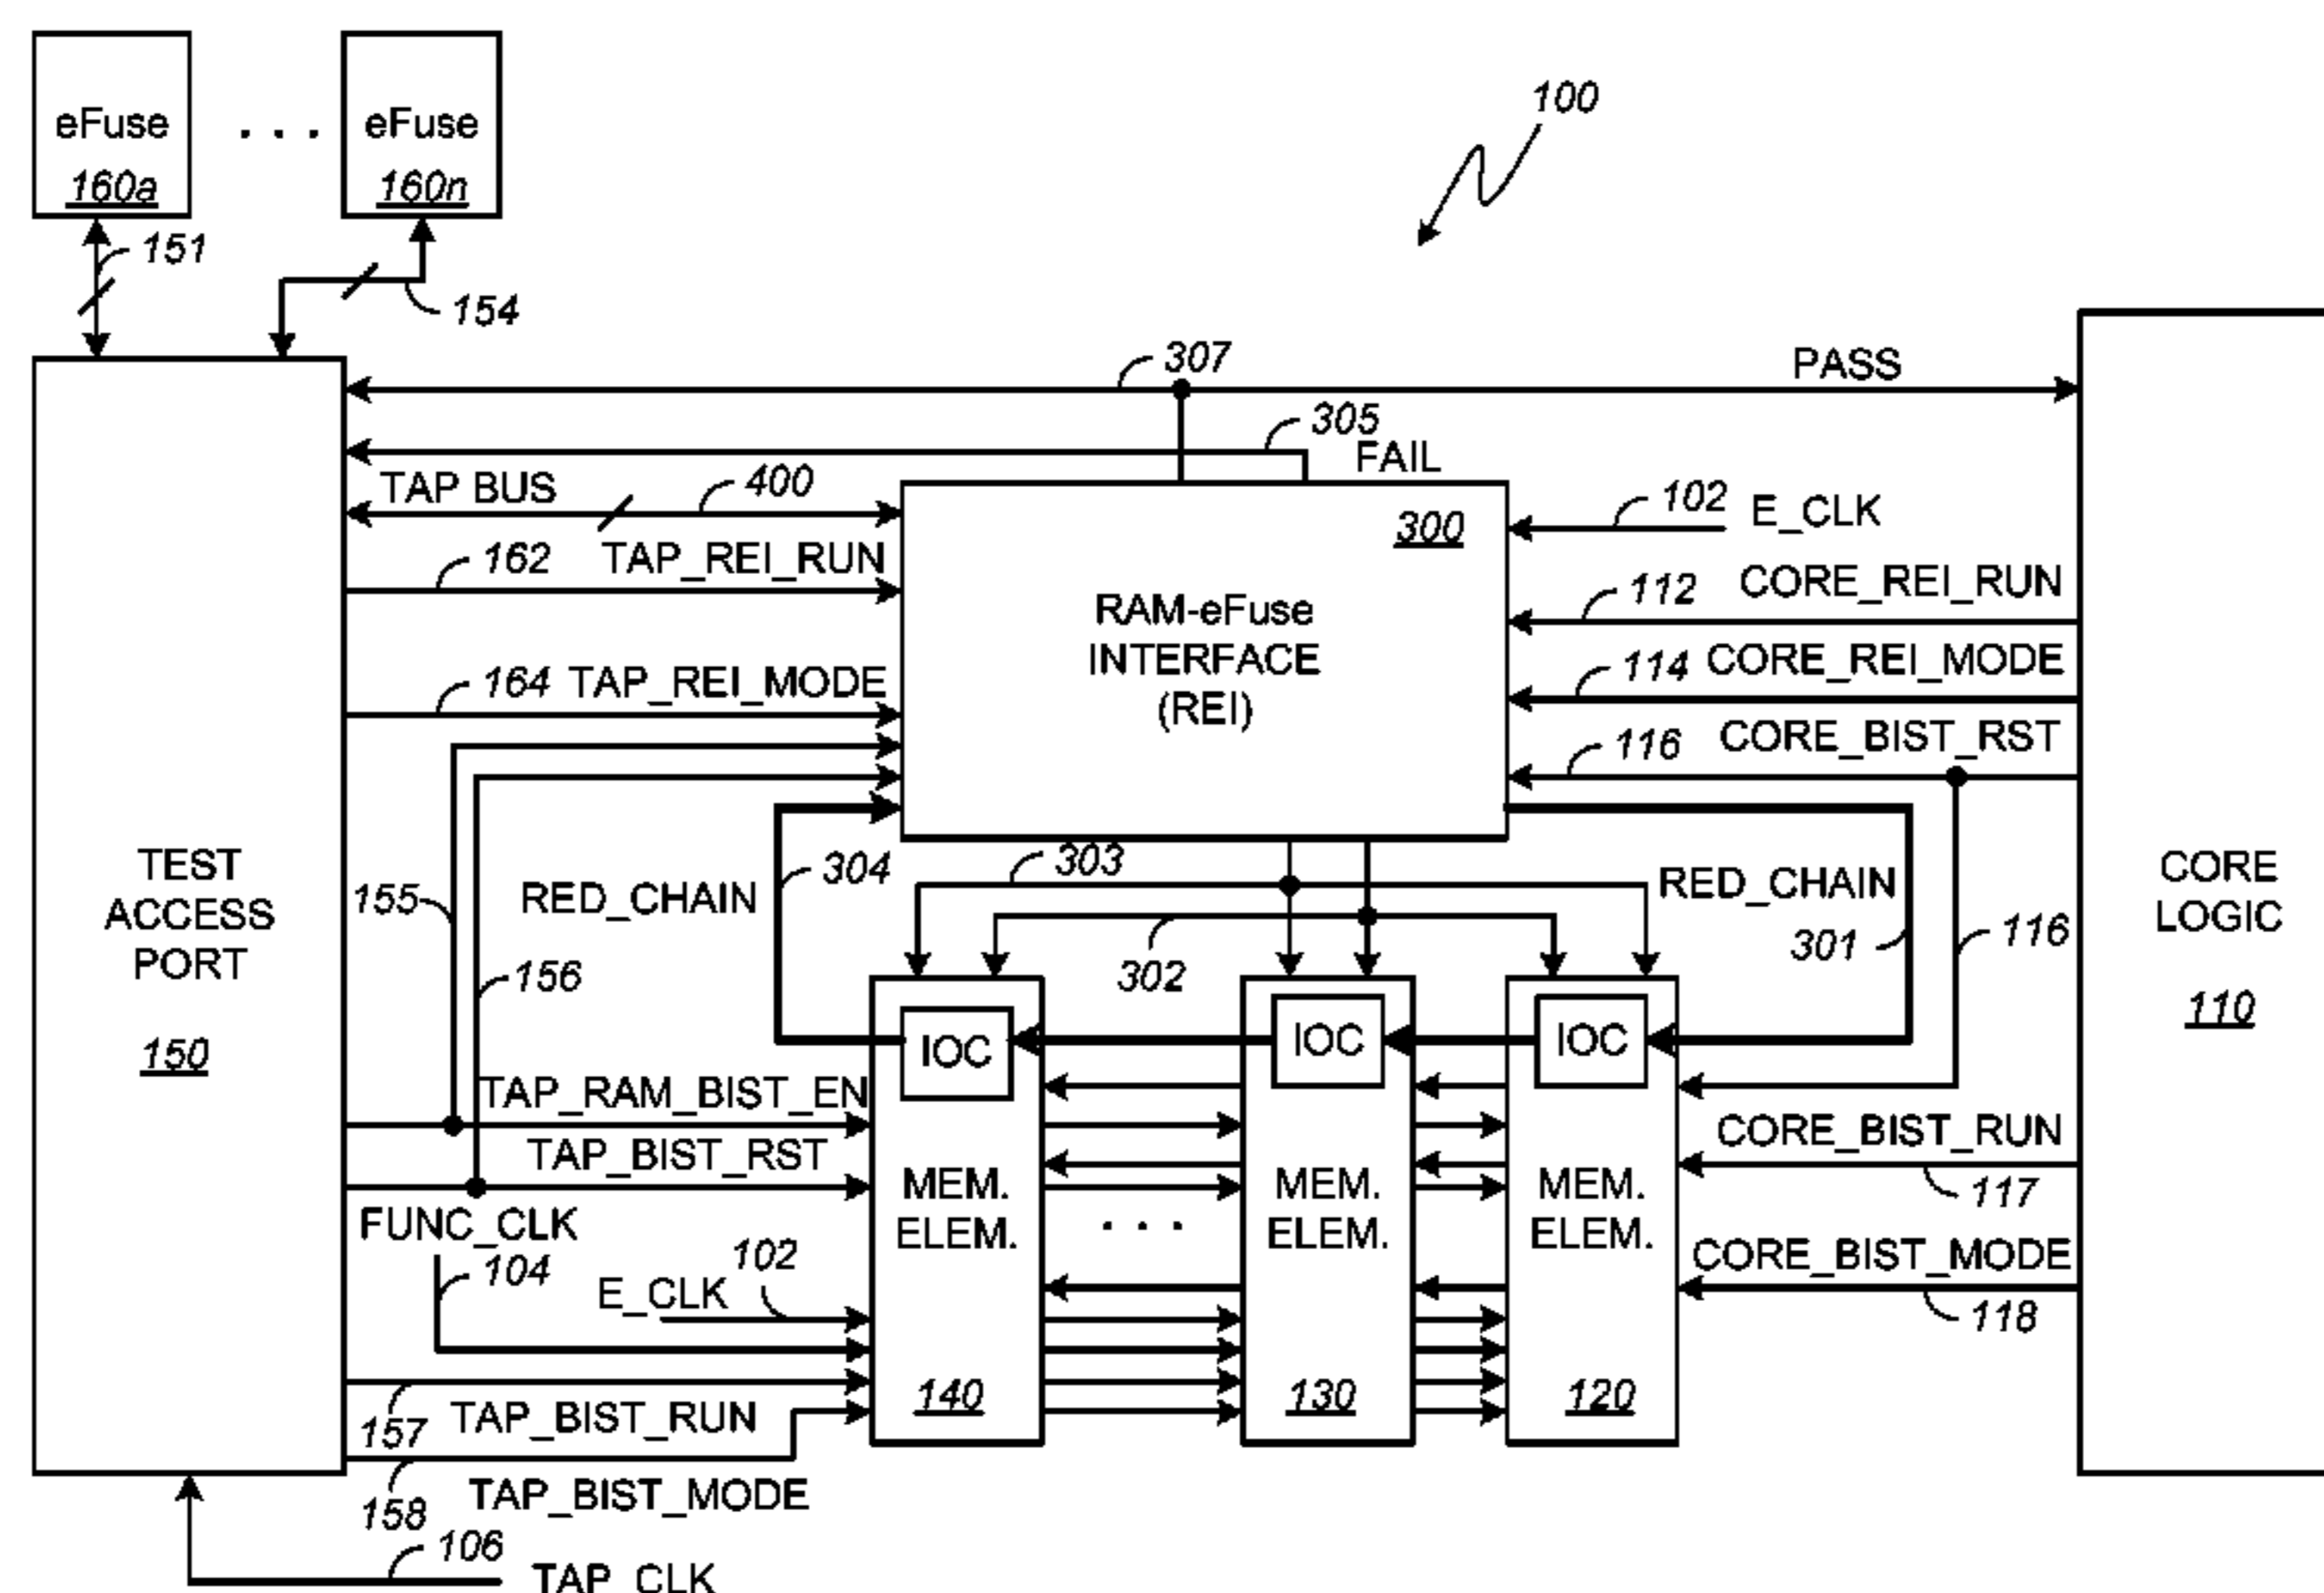 100
eFuse
160a
. . .
eFuse
160n
151
154
307
PASS
305
FAIL
TAP BUS
400
102
E_CLK
300
162
TAP_REI_RUN
112
CORE_REI_RUN
RAM-eFuse
INTERFACE
(REI)
164
TAP_REI_MODE
114
CORE_REI_MODE
116
CORE_BIST_RST
TEST
ACCESS
PORT
150
155
RED_CHAIN
304
303
RED_CHAIN
301
116
CORE
LOGIC
110
156
302
IOC
IOC
IOC
TAP_RAM_BIST_EN
TAP_BIST_RST
CORE_BIST_RUN
117
MEM.
ELEM.
. . .
MEM.
ELEM.
MEM.
ELEM.
FUNC_CLK
104
E_CLK
102
CORE_BIST_MODE
118
140
130
120
157
TAP_BIST_RUN
158
TAP_BIST_MODE
106
TAP_CLK